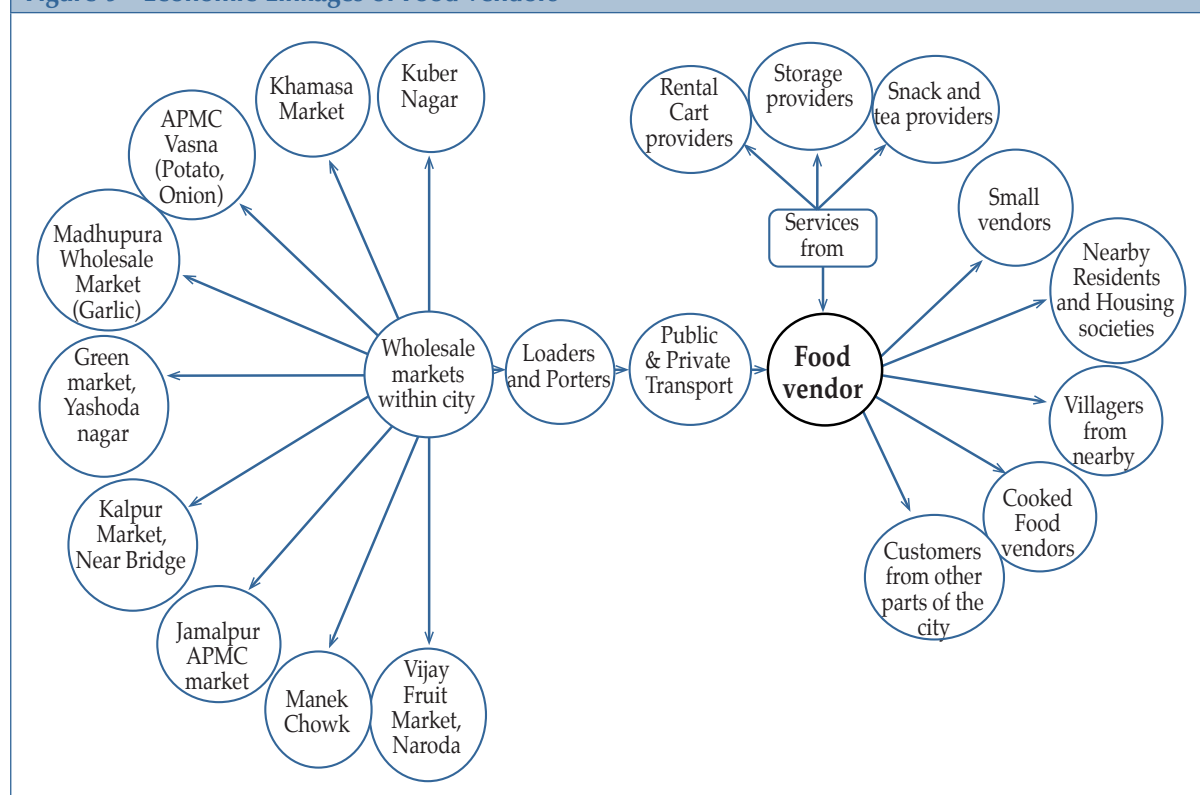 Kuber
Nagar
Khamasa
Market
APMC
Vasna
(Potato,
Onion)
Madhupura
Wholesale
Market
(Garlic)
Green
market,
Yashoda
nagar
Kalpur
Market,
Near Bridge
Jamalpur
APMC
market
Manek
Chowk
Vijay
Fruit
Market,
Naroda
Wholesale
markets
within city
Loaders
and Porters
Public
& Private
Transport
Food
vendor
Services
from
Rental
Cart
providers
Storage
providers
Snack and
tea providers
Small
vendors
Nearby
Residents
and Housing
societies
Villagers
from
nearby
Cooked
Food
vendors
Customers
from other
parts of the
city